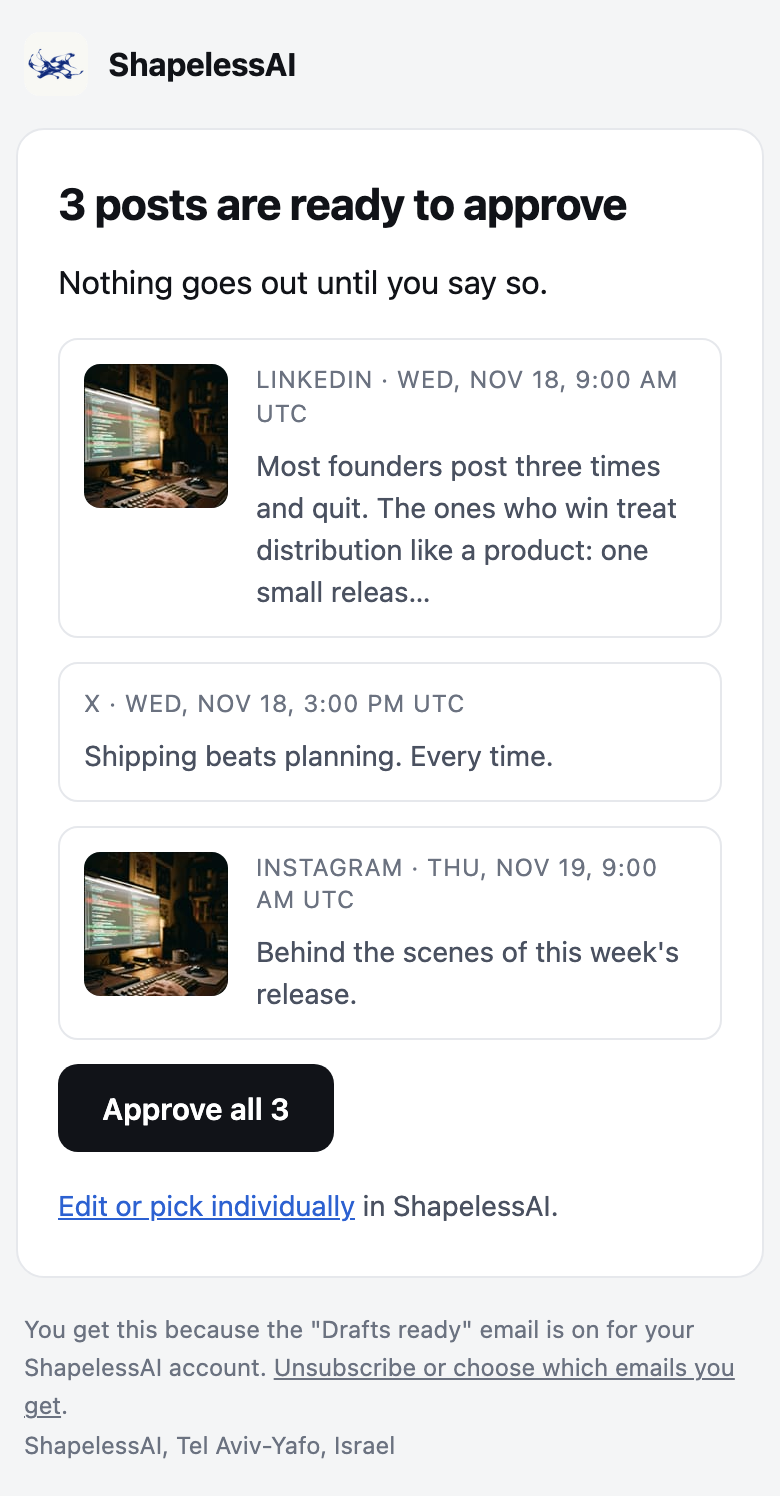 ShapelessAI
3 posts are ready to approve
Nothing goes out until you say so.
LINKEDIN · WED, NOV 18, 9:00 AM
UTC
Most founders post three times
and quit. The ones who win treat
distribution like a product: one
small releas...
X · WED, NOV 18, 3:00 PM UTC
Shipping beats planning. Every time.
INSTAGRAM · THU, NOV 19, 9:00
AM UTC
Behind the scenes of this week's
release.
Approve all 3
Edit or pick individually in ShapelessAI.
You get this because the "Drafts ready" email is on for your
ShapelessAI account. Unsubscribe or choose which emails you
get.
ShapelessAI, Tel Aviv-Yafo, Israel